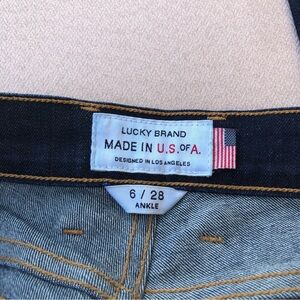 LUCKY BRAND
MADE IN U.S. OF A.
DESIGNED IN LOS ANGELES
6 / 28
ANKLE